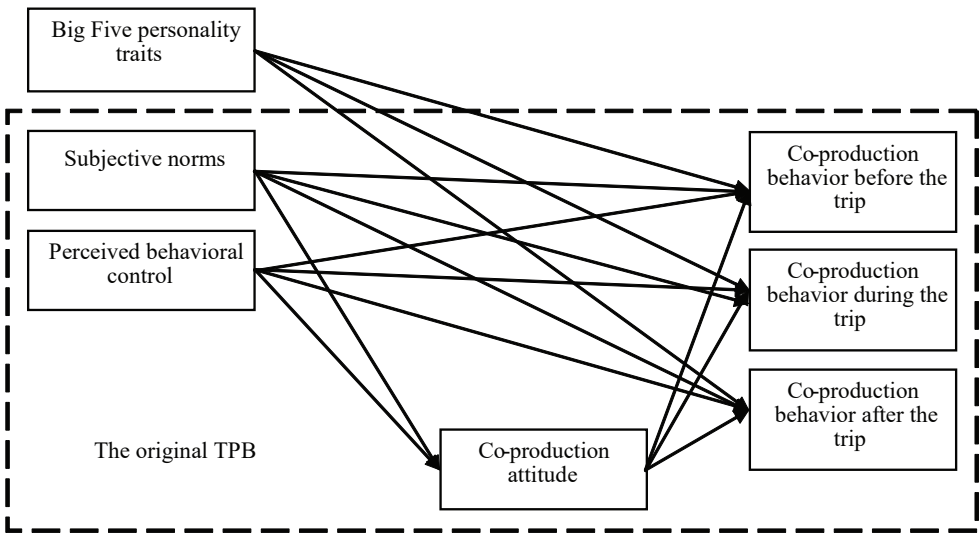 Big Five personality
traits
Subjective norms
Perceived behavioral
control
Co-production
behavior before the
trip
Co-production
behavior during the
trip
Co-production
behavior after the
trip
The original TPB
Co-production
attitude